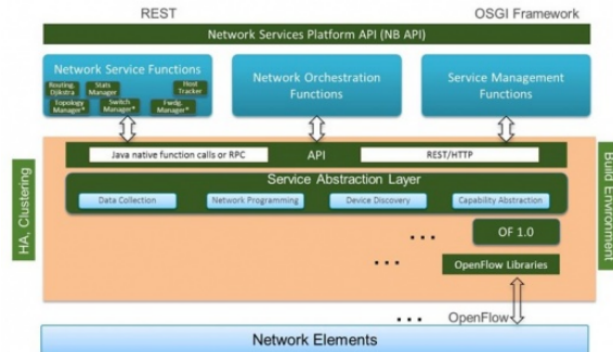 REST
OSGI Framework
Network Services Platform API (NB API)
Network Service Functions
Routing, Djikstra
Stats Manager
Host Tracker
Topology Manager*
Switch Manager*
Fwdg. Manager*
Network Orchestration
Functions
Service Management
Functions
HA, Clustering
Build Environment
Java native function calls or RPC
API
REST/HTTP
Service Abstraction Layer
Data Collection
Network Programming
Device Discovery
Capability Abstraction
...
OF 1.0
...
OpenFlow Libraries
...
OpenFlow
Network Elements